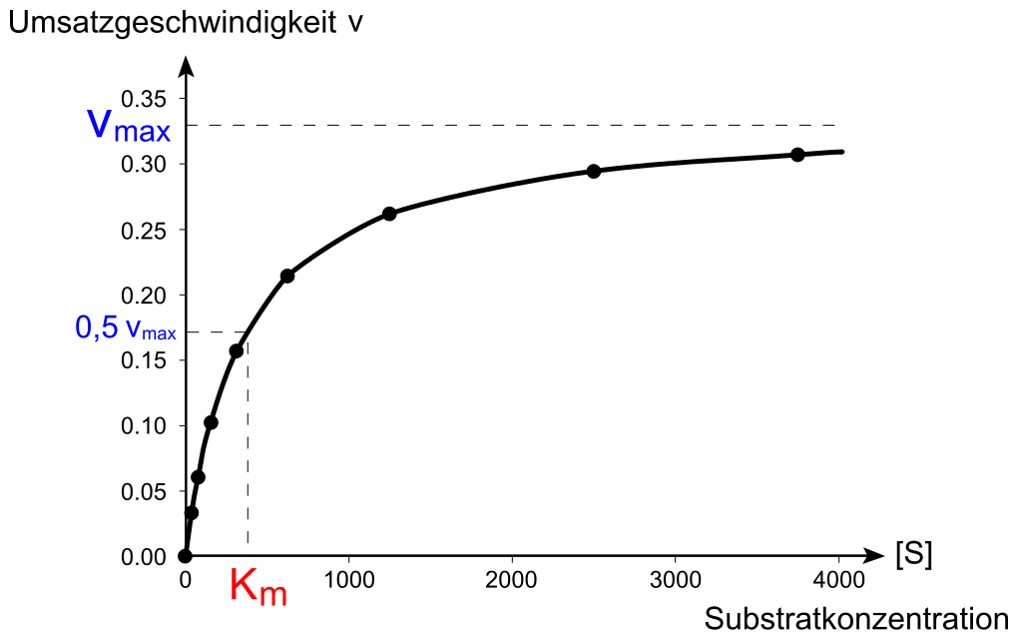 Umsatzgeschwindigkeit v
0.35
vmax
0.30
0.25
0.20
0,5 vmax
0.15
0.10
0.05
0.00
[S]
0 1000 2000 3000 4000
Km
Substratkonzentration